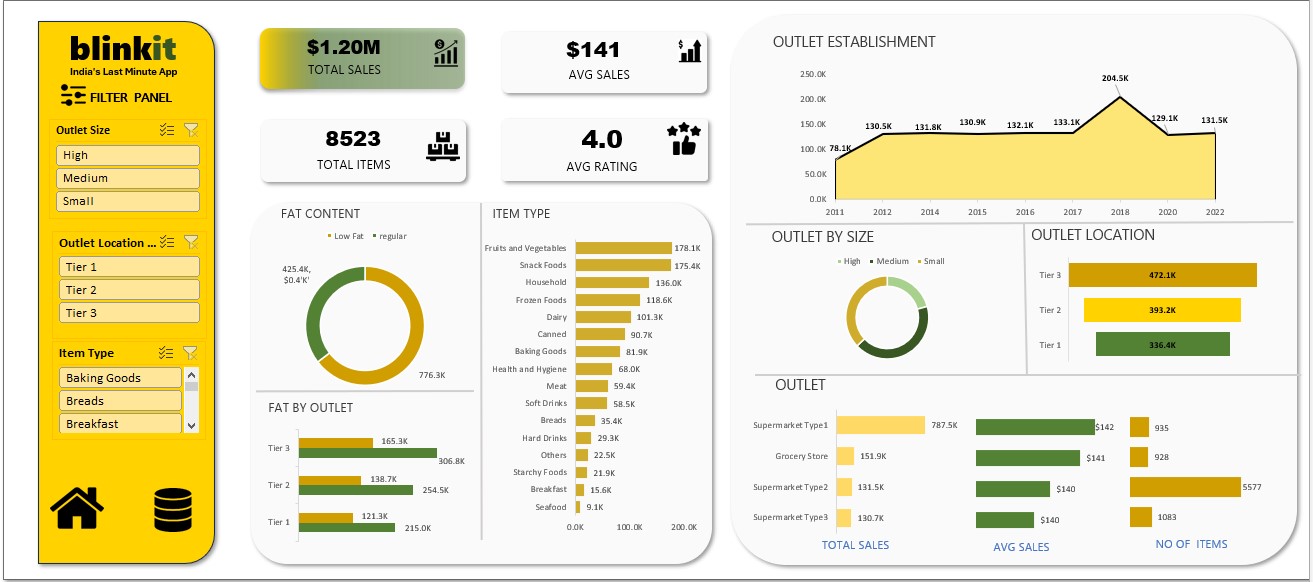 blinkit
India's Last Minute App
FILTER PANEL
Outlet Size
High
Medium
Small
Outlet Location ...
Tier 1
Tier 2
Tier 3
Item Type
Baking Goods
Breads
Breakfast
$1.20M
TOTAL SALES
$141
AVG SALES
8523
TOTAL ITEMS
4.0
AVG RATING
FAT CONTENT
Low Fat regular
425.4K,
$0.4'K'
776.3K
FAT BY OUTLET
Tier 3 165.3K
306.8K
Tier 2 138.7K
254.5K
Tier 1 121.3K
215.0K
ITEM TYPE
Fruits and Vegetables 178.1K
Snack Foods 175.4K
Household 136.0K
Frozen Foods 118.6K
Dairy 101.3K
Canned 90.7K
Baking Goods 81.9K
Health and Hygiene 68.0K
Meat 59.4K
Soft Drinks 58.5K
Breads 35.4K
Hard Drinks 29.3K
Others 22.5K
Starchy Foods 21.9K
Breakfast 15.6K
Seafood 9.1K
0.0K 100.0K 200.0K
OUTLET ESTABLISHMENT
250.0K
200.0K
150.0K
100.0K
50.0K
0.0K
78.1K 130.5K 131.8K 130.9K 132.1K 133.1K 204.5K 129.1K 131.5K
2011 2012 2014 2015 2016 2017 2018 2020 2022
OUTLET BY SIZE
High Medium Small
OUTLET LOCATION
Tier 3 472.1K
Tier 2 393.2K
Tier 1 336.4K
OUTLET
Supermarket Type1 787.5K $142 935
Grocery Store 151.9K $141 928
Supermarket Type2 131.5K $140 5577
Supermarket Type3 130.7K $140 1083
TOTAL SALES AVG SALES NO OF ITEMS